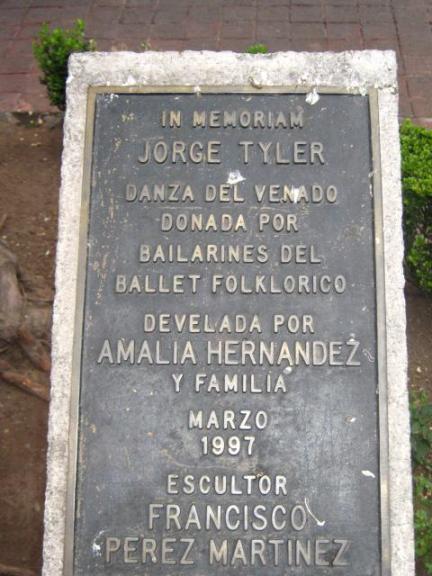 IN MEMORIAM
JORGE TYLER
DANZA DEL VENADO
DONADA POR
BAILARINES DEL
BALLET FOLKLORICO
DEVELADA POR
AMALIA HERNANDEZ
Y FAMILIA
MARZO
1997
ESCULTOR
FRANCISCO
PEREZ MARTINEZ